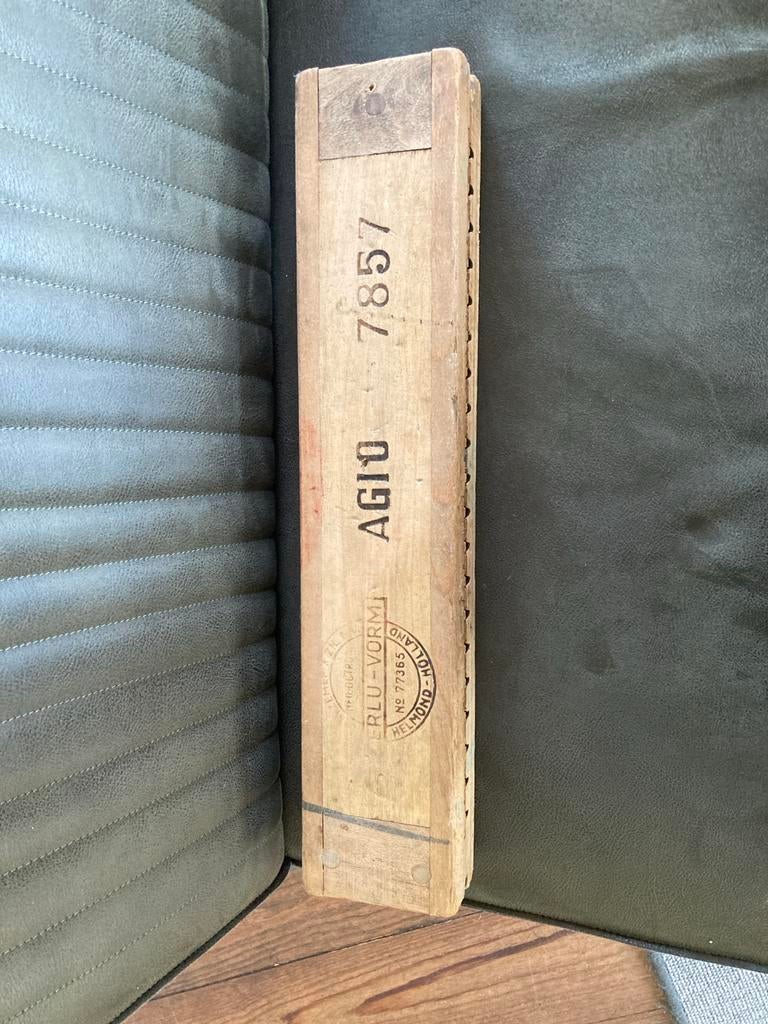 AGIO 7857
ERLU-VORM
No 77365
HELMOND-HOLLAND